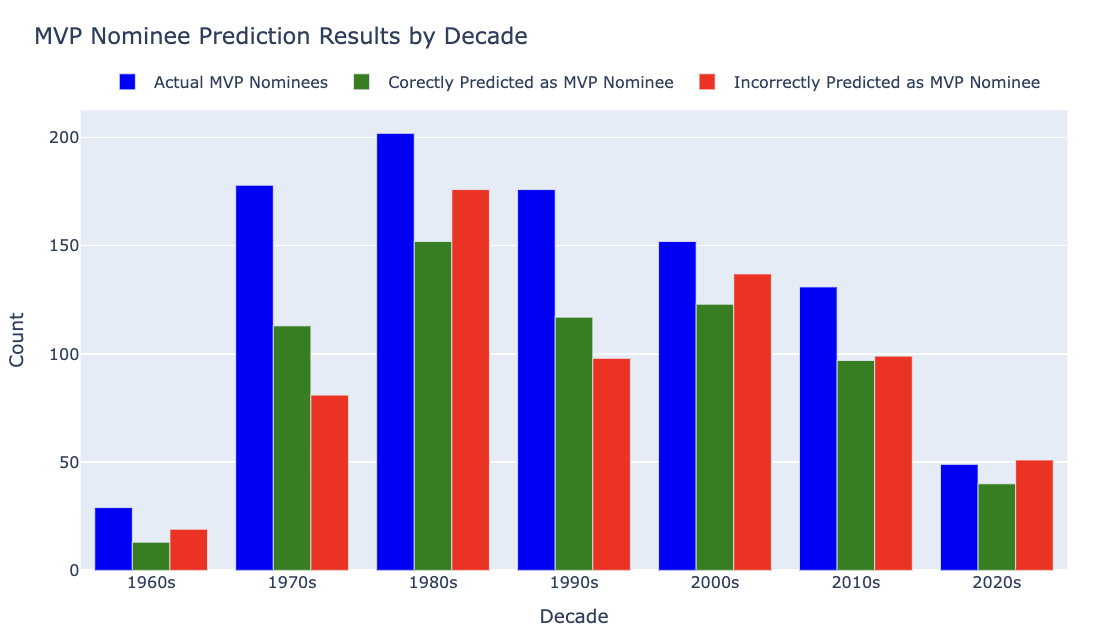 MVP Nominee Prediction Results by Decade
Actual MVP Nominees Corectly Predicted as MVP Nominee Incorrectly Predicted as MVP Nominee
200
150
100
50
0
Count
1960s 1970s 1980s 1990s 2000s 2010s 2020s
Decade